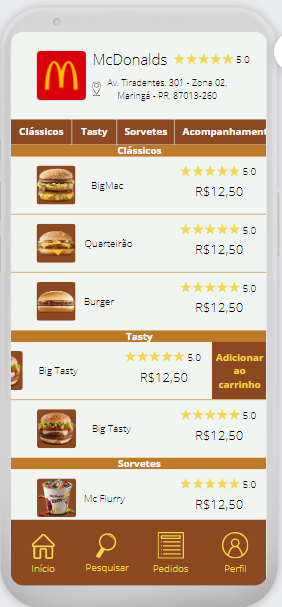 McDonalds ★★★★★ 5.0
Av. Tiradentes, 301 - Zona 02,
Maringá - PR, 87013-260
Clássicos Tasty Sorvetes Acompanhament
Clássicos
★★★★★ 5.0
BigMac
R$12,50
★★★★★ 5.0
Quarteirão
R$12,50
★★★★★ 5.0
Burger
R$12,50
Tasty
★★★★★ 5.0
Big Tasty
R$12,50
Adicionar
ao
carrinho
★★★★★ 5.0
Big Tasty
R$12,50
Sorvetes
★★★★★ 5.0
Mc Flurry
R$12,50
Início Pesquisar Pedidos Perfil